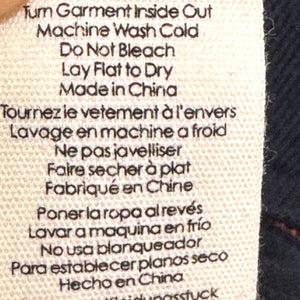 Turn Garment Inside Out
Machine Wash Cold
Do Not Bleach
Lay Flat to Dry
Made in China
Tournez le vetement à l'envers
Lavage en machine a froid
Ne pas javelliser
Faire secher à plat
Fabriqué en Chine
Poner la ropa al revés
Lavar a maquina en frío
No usa blanqueador
Para establecer planos seco
Hecho en China